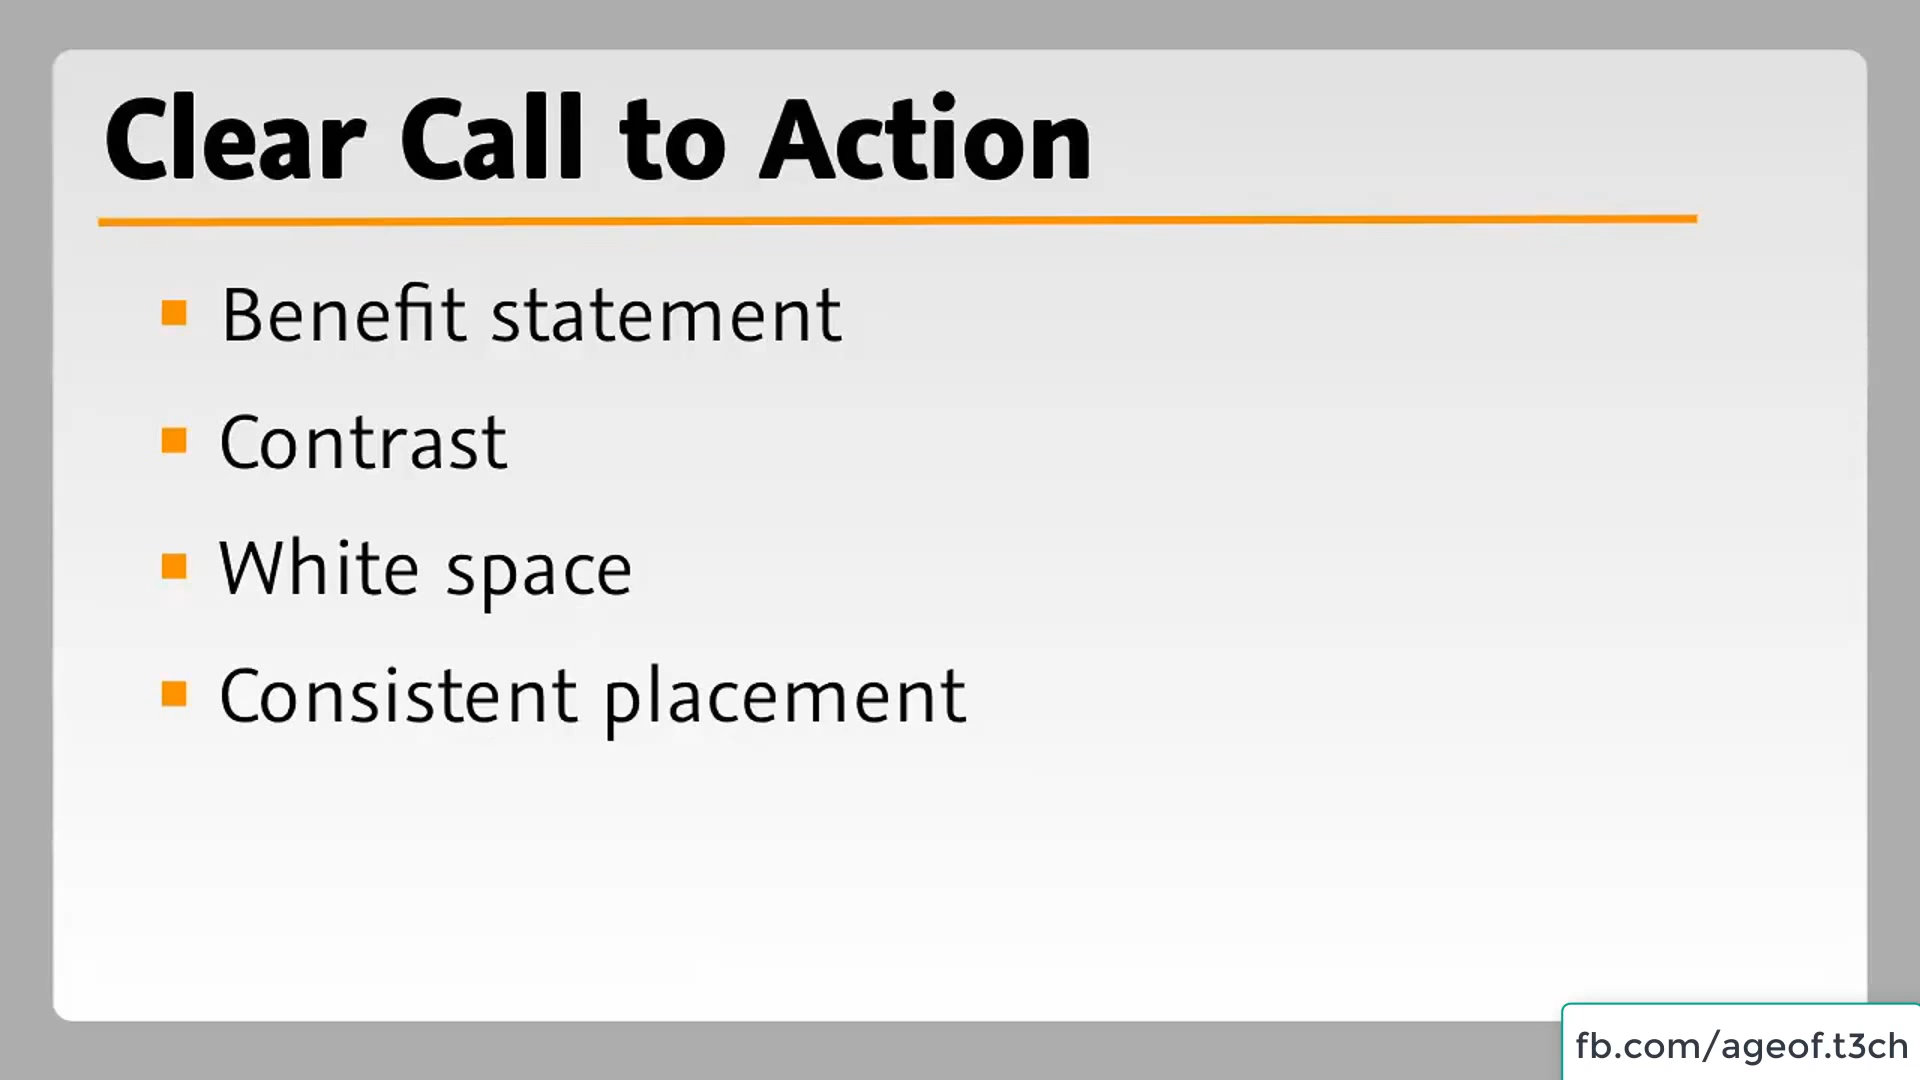 Clear Call to Action
Benefit statement
Contrast
White space
Consistent placement
fb.com/ageof.t3ch